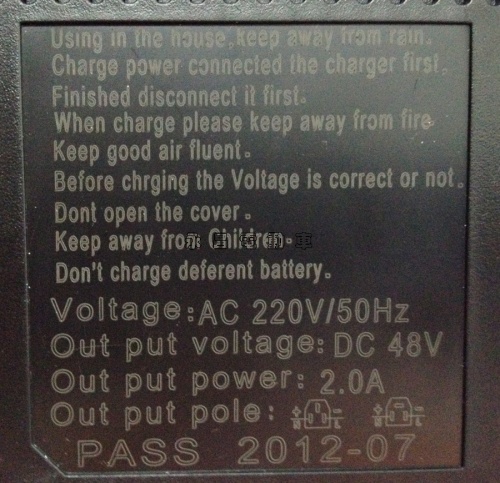 Using in the house,keep away from rain.
Charge power connected the charger first.
Finished disconnect it first.
When charge please keep away from fire
Keep good air fluent.
Before chrging the Voltage is correct or not.
Dont open the cover.
Keep away from Children.
Don't charge deferent battery.
Voltage:AC 220V/50Hz
Out put voltage:DC 48V
Out put power: 2.0A
Out put pole:
PASS 2012-07